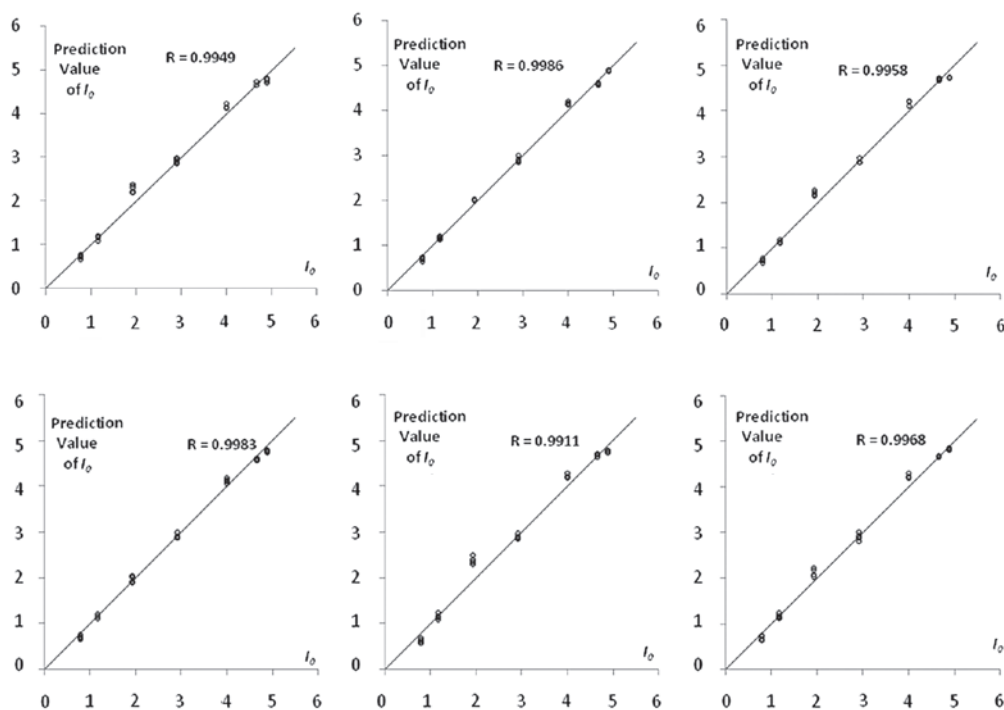 6
Prediction
Value
of I₀
R = 0.9949
5
4
3
2
1
0
I₀
0 1 2 3 4 5 6
6
Prediction
Value
of I₀
R = 0.9986
5
4
3
2
1
0
I₀
0 1 2 3 4 5 6
6
Prediction
Value
of I₀
R = 0.9958
5
4
3
2
1
0
I₀
0 1 2 3 4 5 6
6
Prediction
Value
of I₀
R = 0.9983
5
4
3
2
1
0
I₀
0 1 2 3 4 5 6
6
Prediction
Value
of I₀
R = 0.9911
5
4
3
2
1
0
I₀
0 1 2 3 4 5 6
6
Prediction
Value
of I₀
R = 0.9968
5
4
3
2
1
0
I₀
0 1 2 3 4 5 6